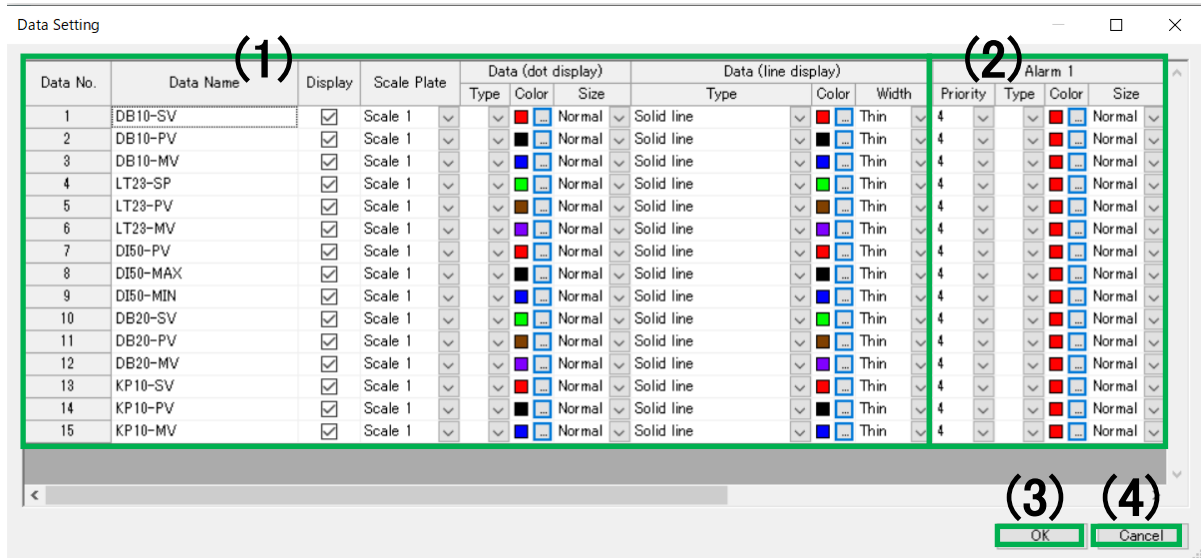 Data Setting
(1) (2)
Data No. Data Name Display Scale Plate Data (dot display) Data (line display) Alarm 1
Type Color Size Type Color Width Priority Type Color Size
1 DB10-SV Scale 1 ... Normal Solid line ... Thin 4 ... Normal
2 DB10-PV Scale 1 ... Normal Solid line ... Thin 4 ... Normal
3 DB10-MV Scale 1 ... Normal Solid line ... Thin 4 ... Normal
4 LT23-SP Scale 1 ... Normal Solid line ... Thin 4 ... Normal
5 LT23-PV Scale 1 ... Normal Solid line ... Thin 4 ... Normal
6 LT23-MV Scale 1 ... Normal Solid line ... Thin 4 ... Normal
7 DI50-PV Scale 1 ... Normal Solid line ... Thin 4 ... Normal
8 DI50-MAX Scale 1 ... Normal Solid line ... Thin 4 ... Normal
9 DI50-MIN Scale 1 ... Normal Solid line ... Thin 4 ... Normal
10 DB20-SV Scale 1 ... Normal Solid line ... Thin 4 ... Normal
11 DB20-PV Scale 1 ... Normal Solid line ... Thin 4 ... Normal
12 DB20-MV Scale 1 ... Normal Solid line ... Thin 4 ... Normal
13 KP10-SV Scale 1 ... Normal Solid line ... Thin 4 ... Normal
14 KP10-PV Scale 1 ... Normal Solid line ... Thin 4 ... Normal
15 KP10-MV Scale 1 ... Normal Solid line ... Thin 4 ... Normal
(3) (4)
OK Cancel